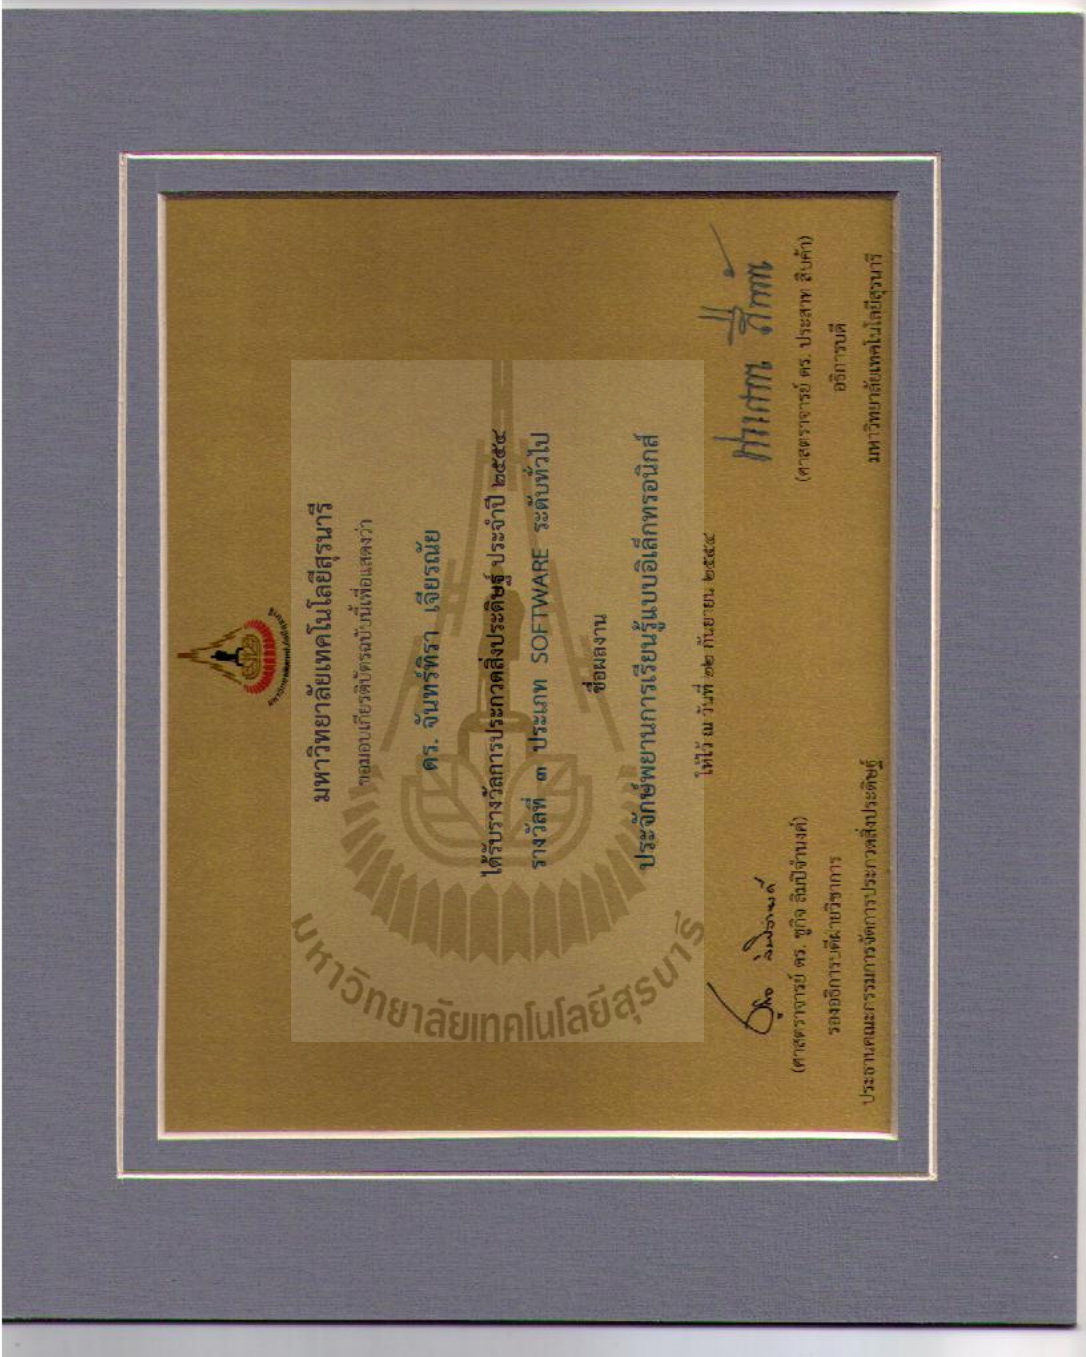 มหาวิทยาลัยเทคโนโลยีสุรนารี
ขอมอบเกียรติบัตรฉบับนี้เพื่อแสดงว่า
ดร. จันทร์ทิรา เจียรณัย
ได้รับรางวัลการประกวดสิ่งประดิษฐ์ ประจำปี ๒๕๕๔
รางวัลที่ ๓ ประเภท SOFTWARE ระดับทั่วไป
ชื่อผลงาน
ประจักษ์พยานการเรียนรู้แบบอิเล็กทรอนิกส์
ให้ไว้ ณ วันที่ ๒๒ กันยายน ๒๕๕๔
(ศาสตราจารย์ ดร. ชูกิจ ลิมปิจำนงค์)
รองอธิการบดีฝ่ายวิชาการ
ประธานคณะกรรมการจัดการประกวดสิ่งประดิษฐ์
(ศาสตราจารย์ ดร. ประสาท สืบค้า)
อธิการบดี
มหาวิทยาลัยเทคโนโลยีสุรนารี
มหาวิทยาลัยเทคโนโลยีสุรนารี